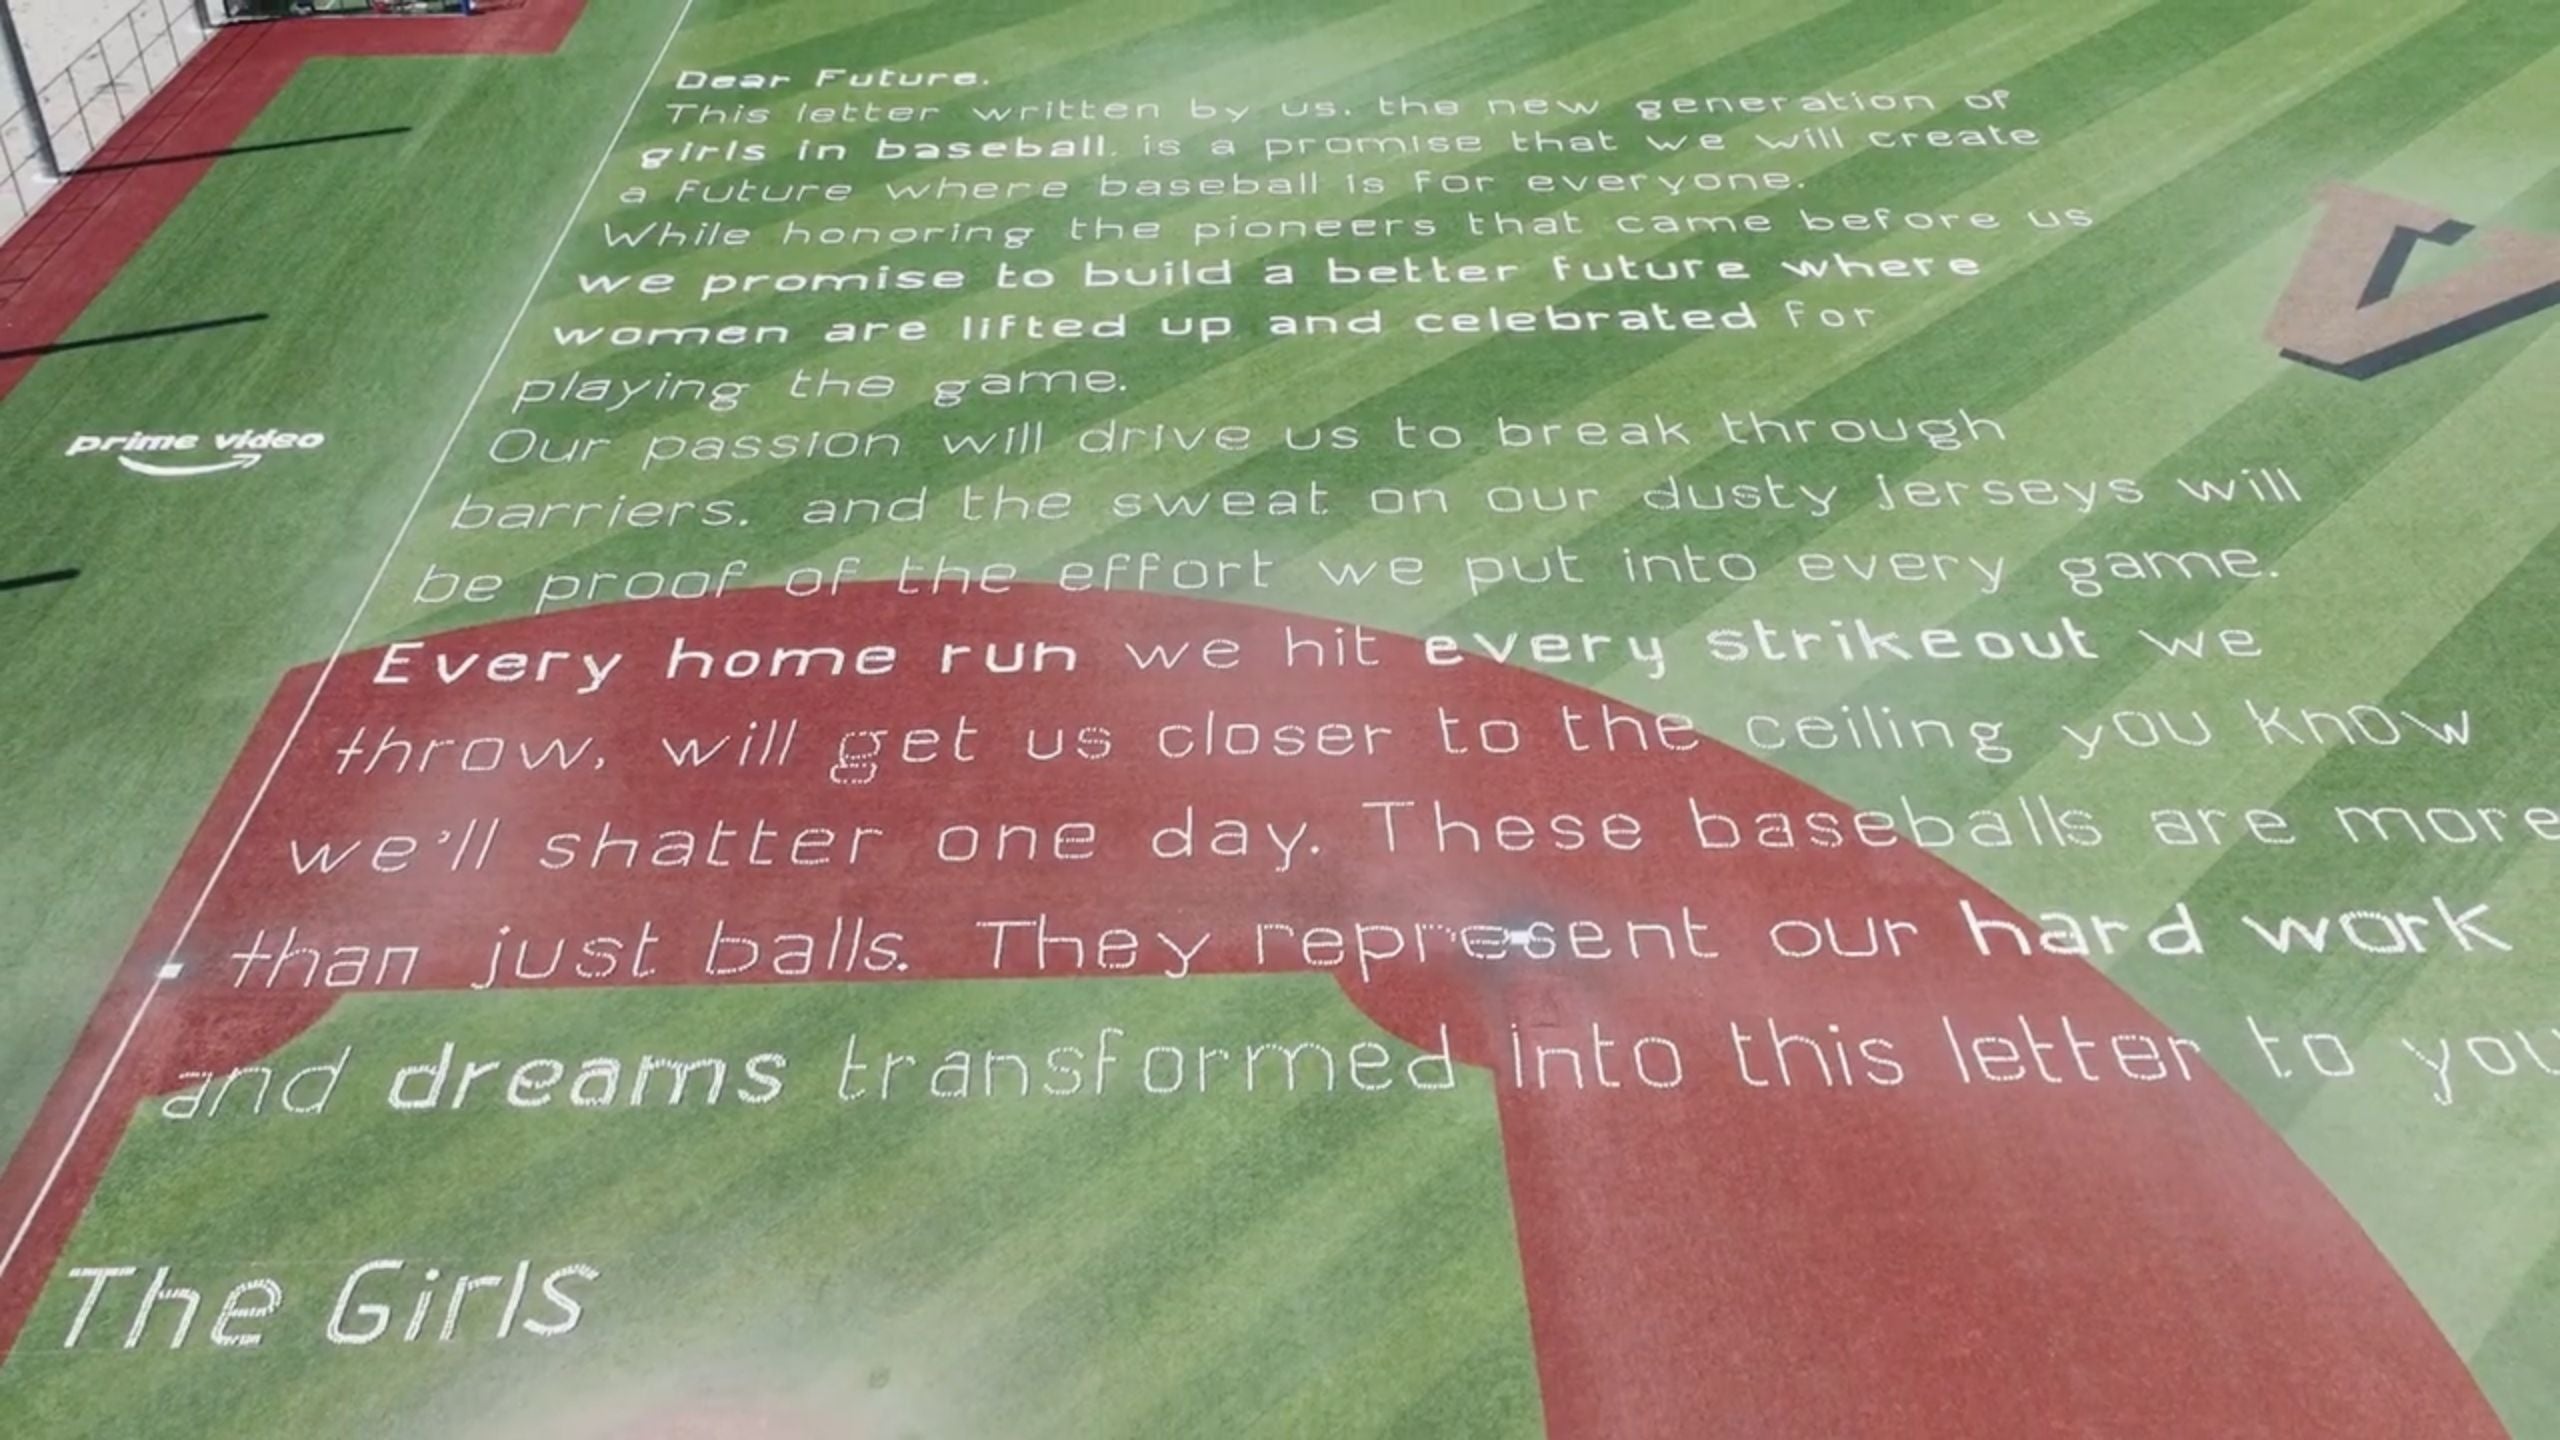 Dear Future.
This letter written by us. the new generation of
girls in baseball. is a promise that we will create
a future where baseball is for everyone.
While honoring the pioneers that came before us
we promise to build a better future where
women are lifted up and celebrated for
playing the game.
prime video
Our passion will drive us to break through
barriers. and the sweat on our dusty jerseys will
be proof of the effort we put into every game.
Every home run we hit every strikeout we
throw, will get us closer to the ceiling you know
we'll shatter one day. These baseballs are more
than just balls. They represent our hard work
and dreams transformed into this letter to you
The Girls